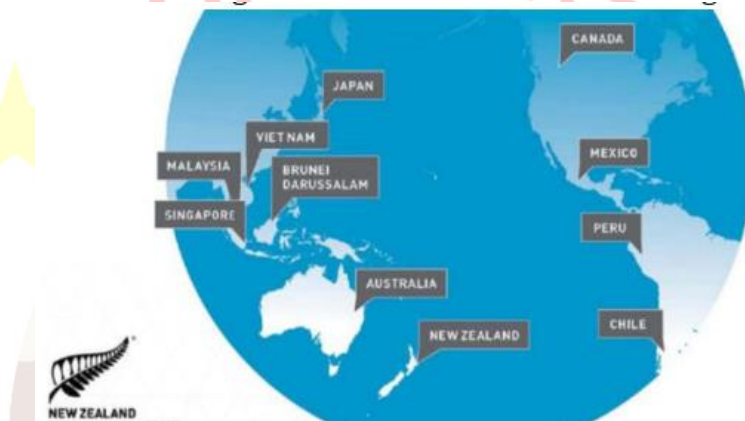 CANADA
JAPAN
VIET NAM
MEXICO
MALAYSIA
BRUNEI
DARUSSALAM
SINGAPORE
PERU
AUSTRALIA
NEW ZEALAND
CHILE
NEW ZEALAND